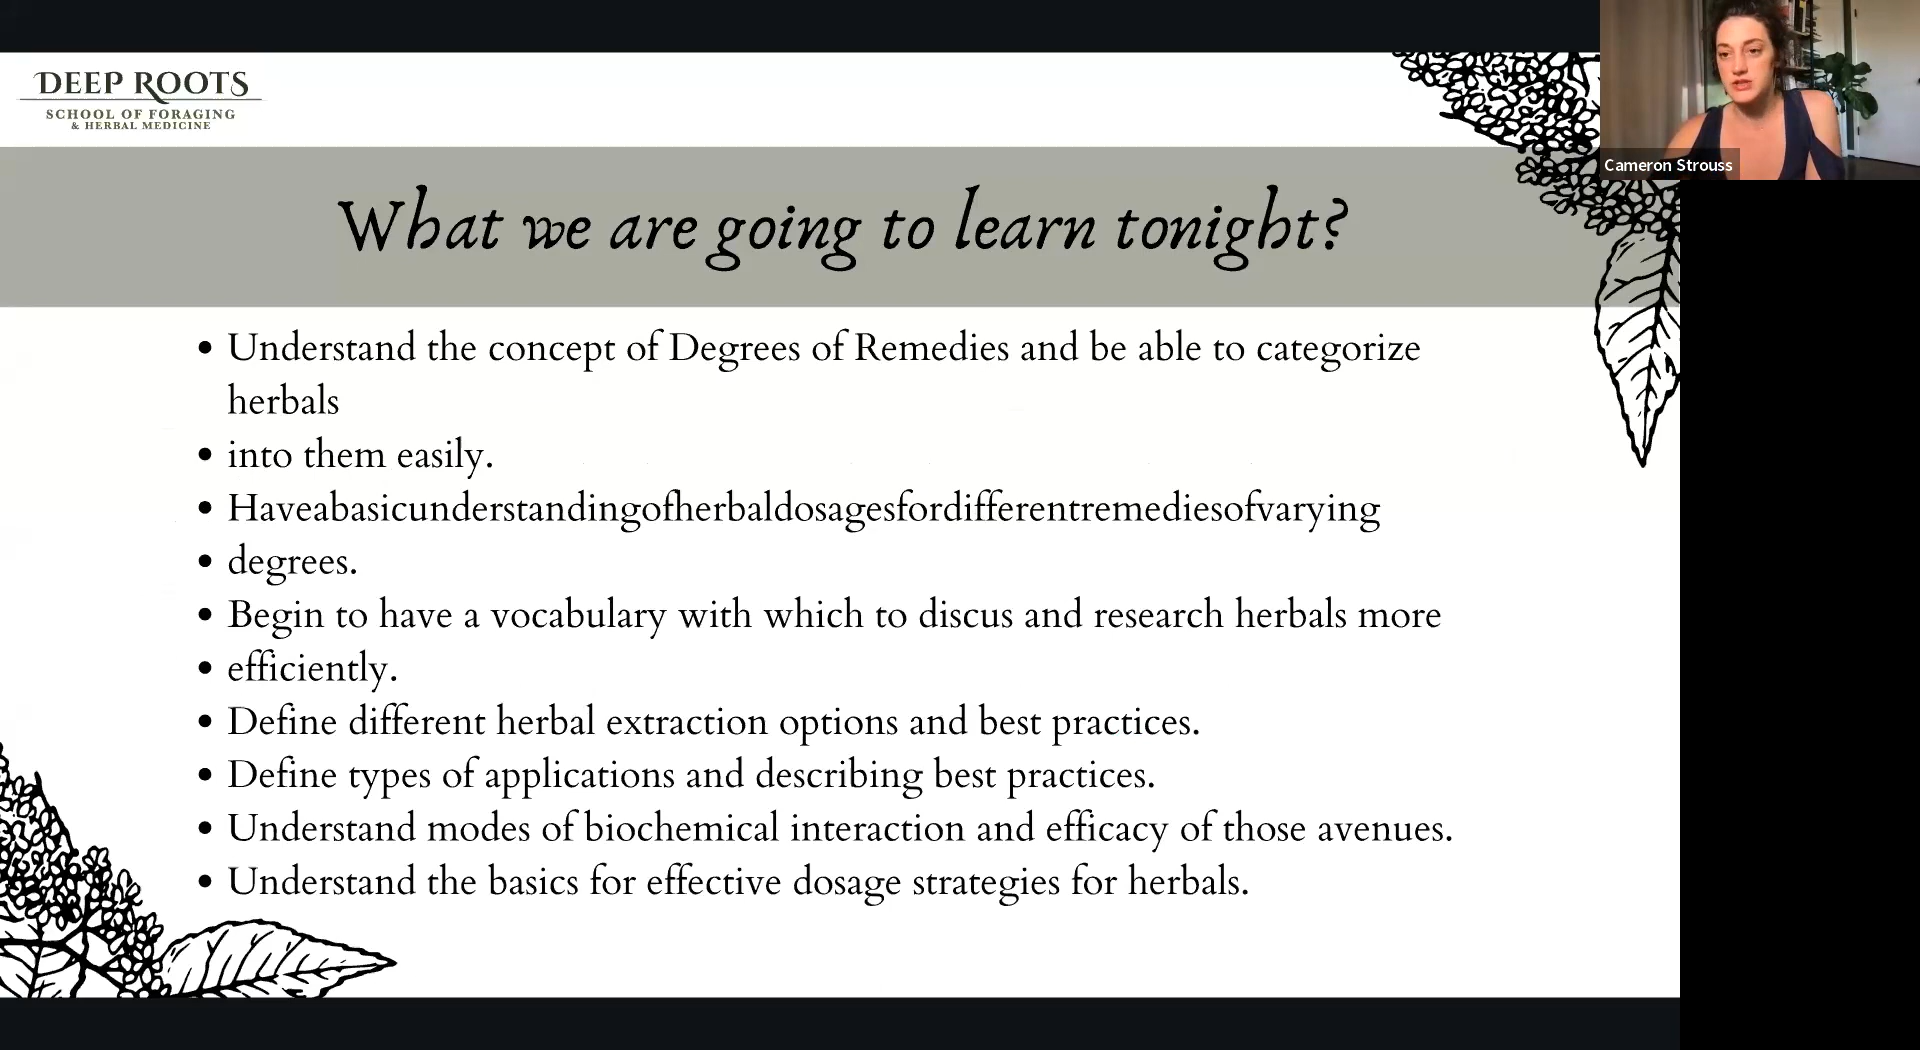 DEEP ROOTS
SCHOOL OF FORAGING
& HERBAL MEDICINE
Cameron Strouss
What we are going to learn tonight?
• Understand the concept of Degrees of Remedies and be able to categorize
herbals
• into them easily.
• Haveabasicunderstandingofherbaldosagesfordifferentremediesofvarying
• degrees.
• Begin to have a vocabulary with which to discus and research herbals more
• efficiently.
• Define different herbal extraction options and best practices.
• Define types of applications and describing best practices.
• Understand modes of biochemical interaction and efficacy of those avenues.
• Understand the basics for effective dosage strategies for herbals.